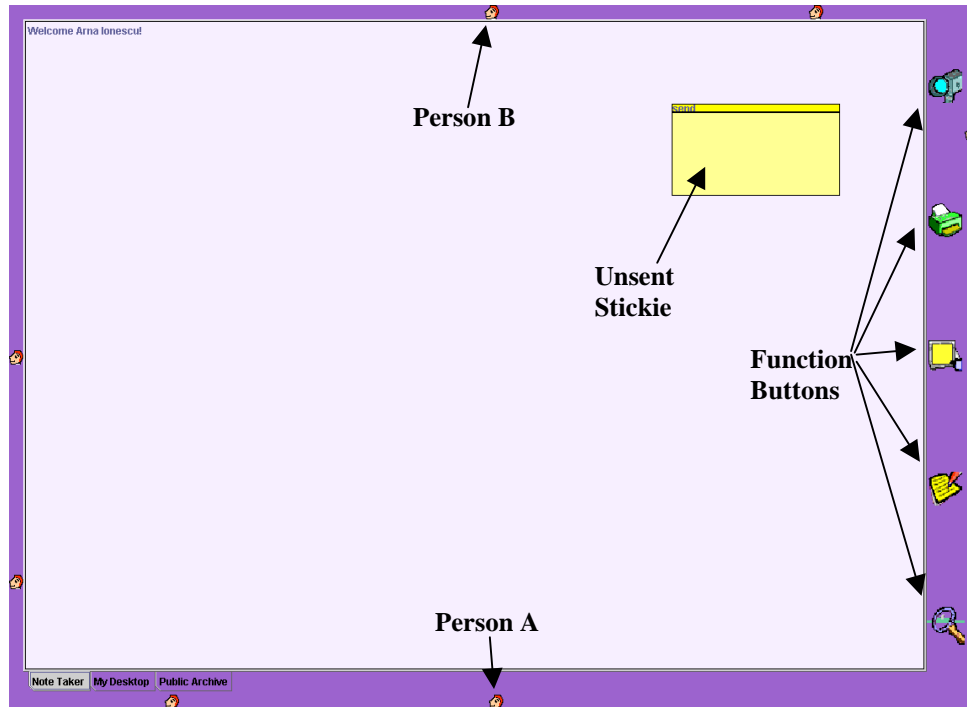 Welcome Arna Ionescu!
Person B
send
Unsent
Stickie
Function
Buttons
Person A
Note Taker My Desktop Public Archive